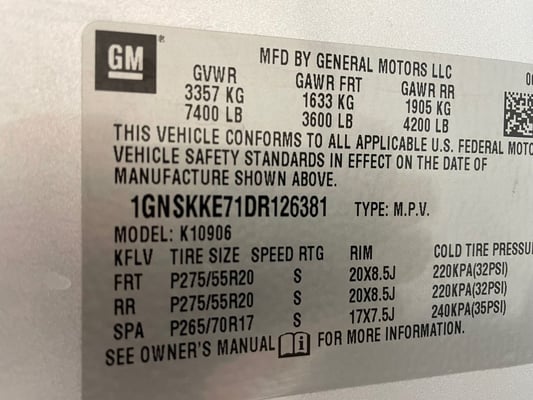 GM
MFD BY GENERAL MOTORS LLC
GVWR GAWR FRT GAWR RR
3357 KG 1633 KG 1905 KG
7400 LB 3600 LB 4200 LB
THIS VEHICLE CONFORMS TO ALL APPLICABLE U.S. FEDERAL MOTO
VEHICLE SAFETY STANDARDS IN EFFECT ON THE DATE OF
MANUFACTURE SHOWN ABOVE.
1GNSKKE71DR126381 TYPE: M.P.V.
MODEL: K10906
KFLV TIRE SIZE SPEED RTG RIM COLD TIRE PRESSU
FRT P275/55R20 S 20X8.5J 220KPA(32PSI)
RR P275/55R20 S 20X8.5J 220KPA(32PSI)
SPA P265/70R17 S 17X7.5J 240KPA(35PSI)
SEE OWNER'S MANUAL FOR MORE INFORMATION.